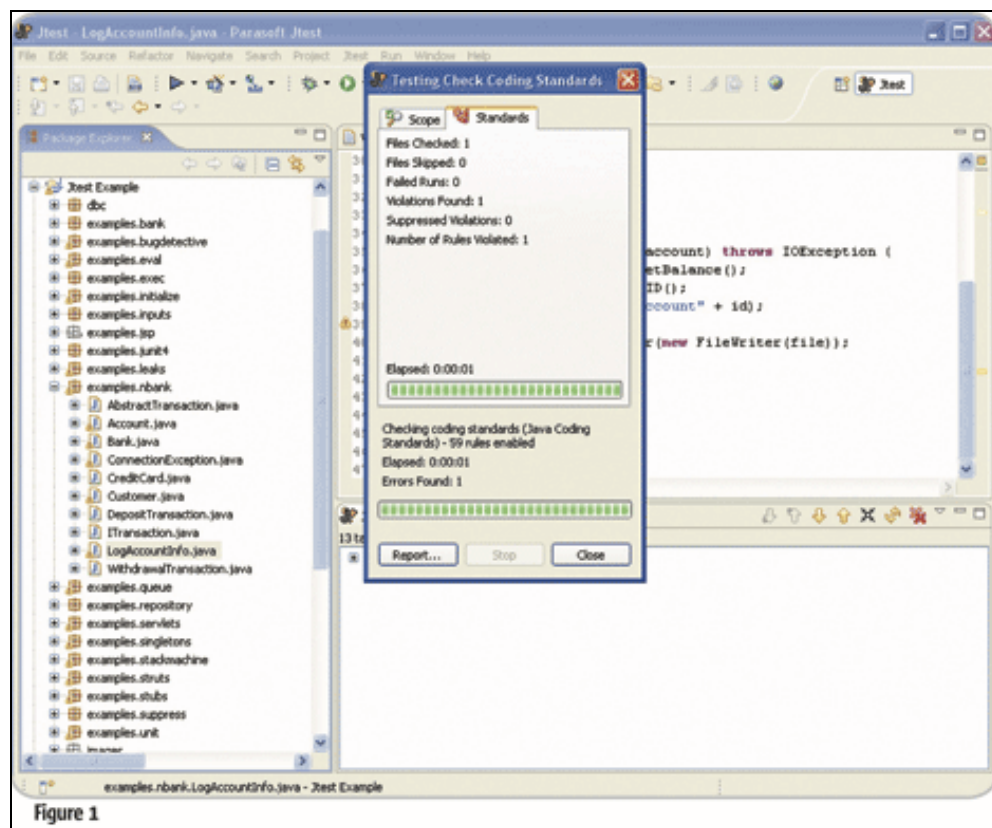 Jtest - LogAccountInfo.java - Parasoft Jtest
File Edit Source Refactor Navigate Search Project Jtest Run Window Help
Jtest
Package Explorer
Jtest Example
dbc
examples.bank
examples.bugdetective
examples.eval
examples.exec
examples.initialize
examples.inputs
examples.jsp
examples.junit4
examples.leaks
examples.nbank
AbstractTransaction.java
Account.java
Bank.java
ConnectionException.java
CreditCard.java
Customer.java
DepositTransaction.java
ITransaction.java
LogAccountInfo.java
WithdrawalTransaction.java
examples.queue
examples.repository
examples.servlets
examples.singletons
examples.stackmachine
examples.struts
examples.stubs
examples.suppress
examples.unit
images
Testing Check Coding Standards
Scope Standards
Files Checked: 1
Files Skipped: 0
Failed Runs: 0
Violations Found: 1
Suppressed Violations: 0
Number of Rules Violated: 1
Elapsed: 0:00:01
Checking coding standards (Java Coding
Standards) - 59 rules enabled
Elapsed: 0:00:01
Errors Found: 1
Report... Stop Close
account) throws IOException {
etBalance();
ID();
ccount" + id);
r(new FileWriter(file));
13 ta
examples.nbank.LogAccountInfo.java - Jtest Example
Figure 1